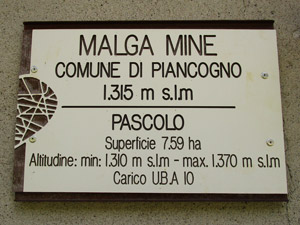 MALGA MINE
COMUNE DI PIANCOGNO
1.315 m s.l.m
PASCOLO
Superficie 7.59 ha
Altitudine: min: 1.310 m s.l.m - max. 1.370 m s.l.m
Carico U.B.A 10